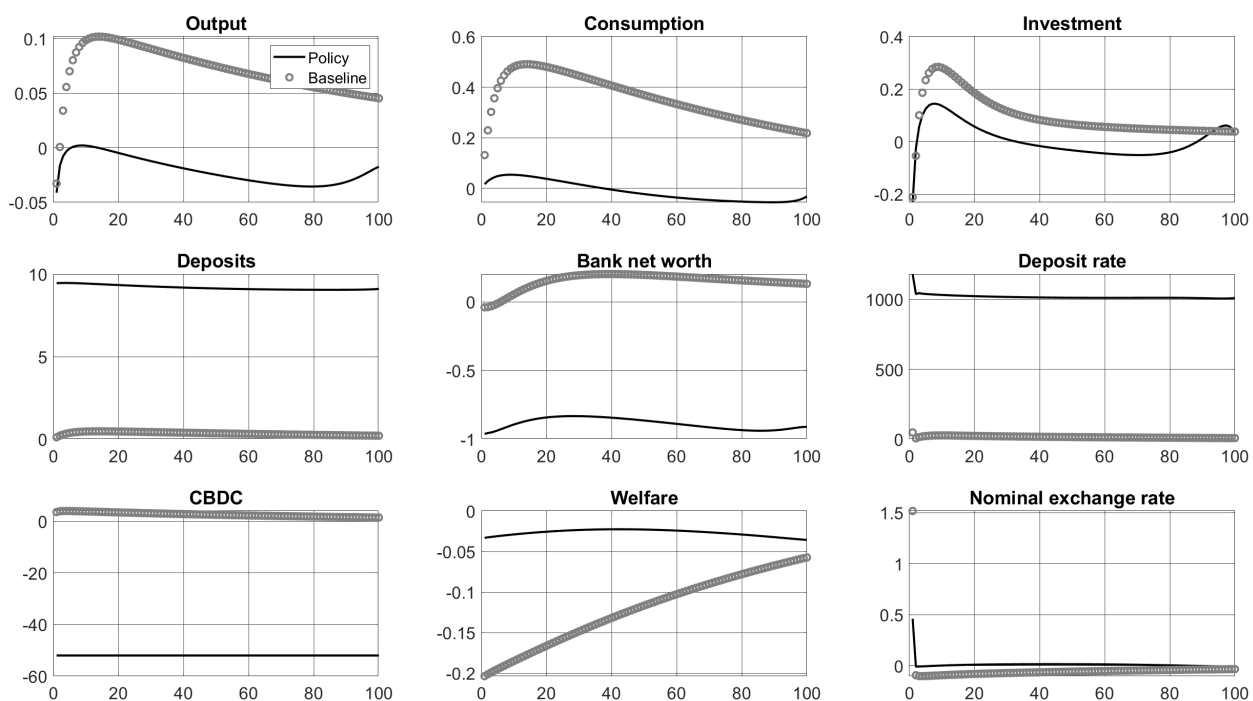 Output
0.1
0.05
0
-0.05
0 20 40 60 80 100
Policy
Baseline
Consumption
0.6
0.4
0.2
0
0 20 40 60 80 100
Investment
0.4
0.2
0
-0.2
0 20 40 60 80 100
Deposits
10
5
0
0 20 40 60 80 100
Bank net worth
0
-0.5
-1
0 20 40 60 80 100
Deposit rate
1000
500
0
0 20 40 60 80 100
CBDC
0
-20
-40
-60
0 20 40 60 80 100
Welfare
0
-0.05
-0.1
-0.15
-0.2
0 20 40 60 80 100
Nominal exchange rate
1.5
1
0.5
0
0 20 40 60 80 100